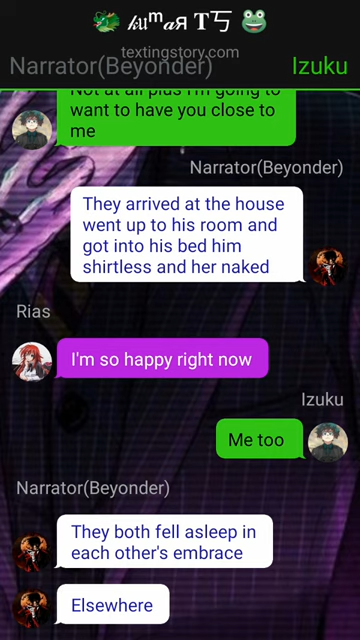 textingstory.com
Narrator(Beyonder) Izuku
Not at all plus I'm going to
want to have you close to
me
Narrator(Beyonder)
They arrived at the house
went up to his room and
got into his bed him
shirtless and her naked
Rias
I'm so happy right now
Izuku
Me too
Narrator(Beyonder)
They both fell asleep in
each other's embrace
Elsewhere